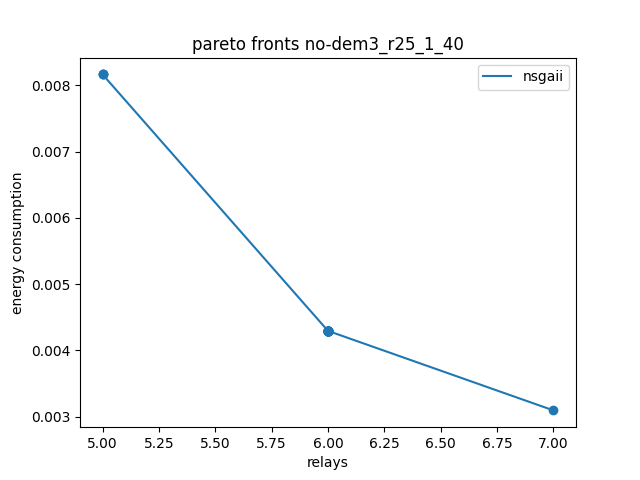 pareto fronts no-dem3_r25_1_40
nsgaii
0.008
0.007
0.006
0.005
0.004
0.003
energy consumption
5.00 5.25 5.50 5.75 6.00 6.25 6.50 6.75 7.00
relays